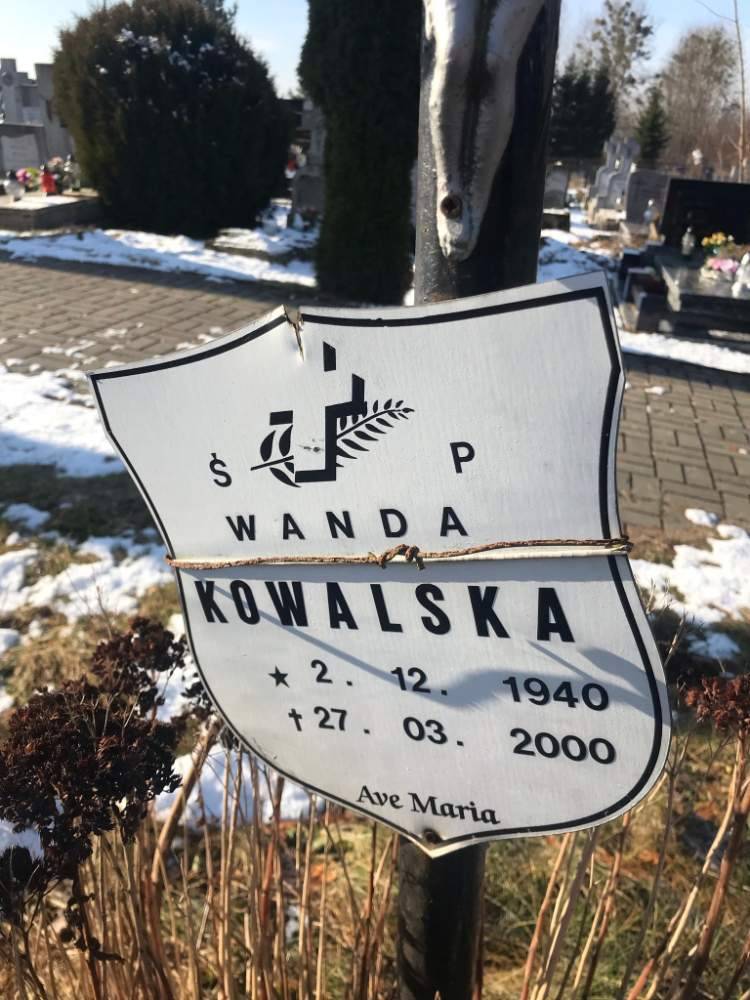 Ś P
WANDA
KOWALSKA
★ 2. 12. 1940
✝ 27. 03. 2000
Ave Maria